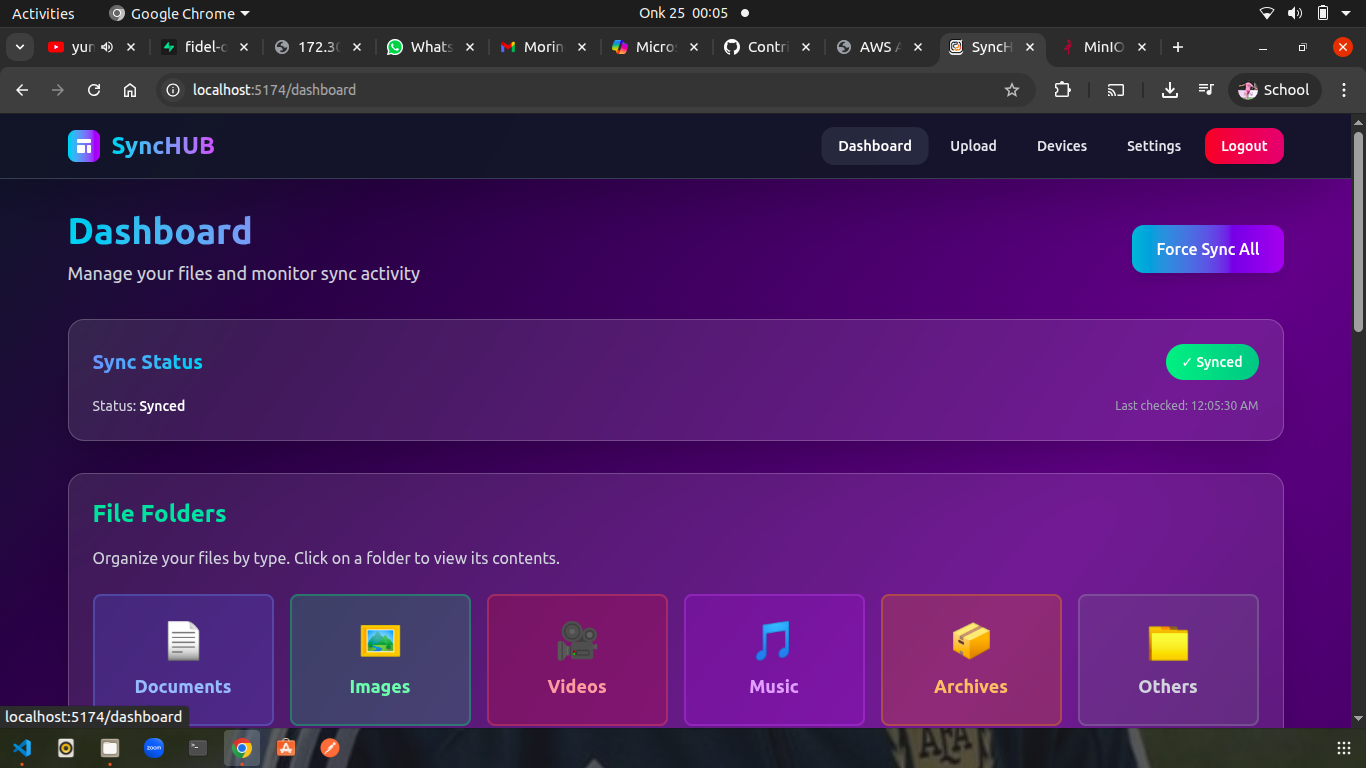 Activities
Google Chrome
Onk 25 00:05
yun
fidel-c
172.30
Whats
Morin
Micros
Contri
AWS A
SyncH
MinIO
localhost:5174/dashboard
School
SyncHUB
Dashboard
Upload
Devices
Settings
Logout
Dashboard
Force Sync All
Manage your files and monitor sync activity
Sync Status
✓ Synced
Status: Synced
Last checked: 12:05:30 AM
File Folders
Organize your files by type. Click on a folder to view its contents.
Documents
Images
Videos
Music
Archives
Others
localhost:5174/dashboard
zoom